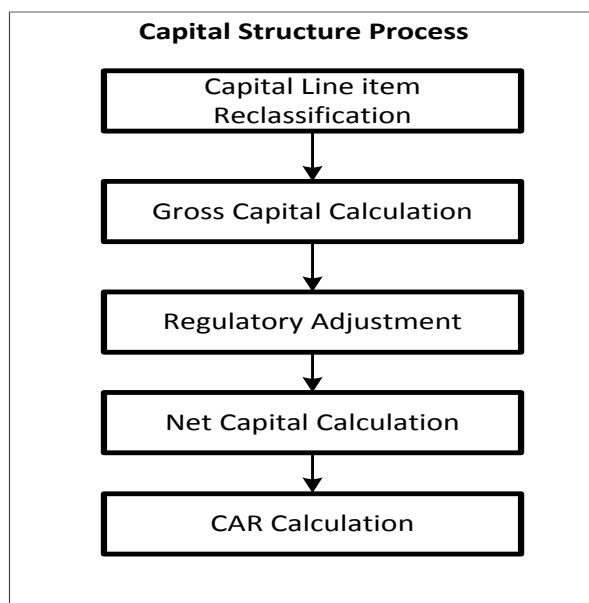 Capital Structure Process
Capital Line item
Reclassification
Gross Capital Calculation
Regulatory Adjustment
Net Capital Calculation
CAR Calculation